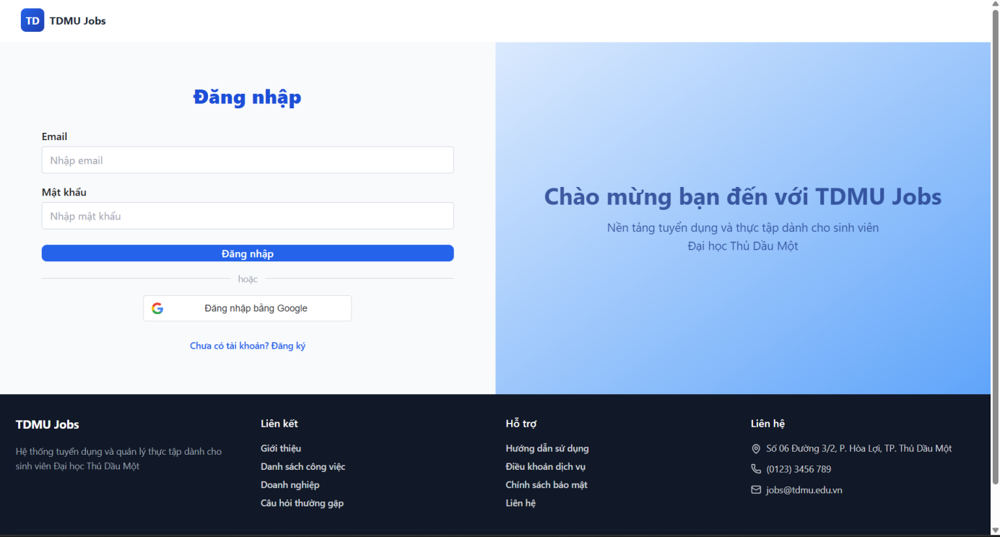 TD TDMU Jobs
Đăng nhập
Email
Nhập email
Mật khẩu
Nhập mật khẩu
Đăng nhập
hoặc
Đăng nhập bằng Google
Chưa có tài khoản? Đăng ký
Chào mừng bạn đến với TDMU Jobs
Nền tảng tuyển dụng và thực tập dành cho sinh viên
Đại học Thủ Dầu Một
TDMU Jobs
Hệ thống tuyển dụng và quản lý thực tập dành cho
sinh viên Đại học Thủ Dầu Một
Liên kết
Giới thiệu
Danh sách công việc
Doanh nghiệp
Câu hỏi thường gặp
Hỗ trợ
Hướng dẫn sử dụng
Điều khoản dịch vụ
Chính sách bảo mật
Liên hệ
Liên hệ
Số 06 Đường 3/2, P. Hòa Lợi, TP. Thủ Dầu Một
(0123) 3456 789
jobs@tdmu.edu.vn